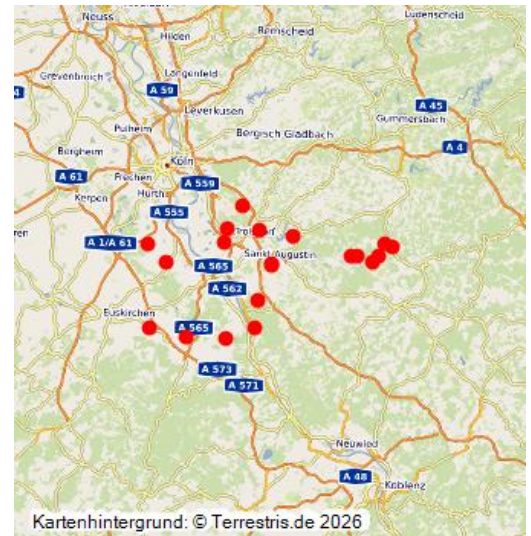 Neuss
Hilden
Remscheid
Lüdenscheid
Grevenbroich
Langenfeld
A 59
Leverkusen
A 45
Gummersbach
Pulheim
Bergisch Gladbach
A 4
Bergheim
Köln
A 61
Frechen
A 559
Kerpen
Hürth
A 555
A 1/A 61
Sankt Augustin
A 565
A 562
Euskirchen
A 565
A 573
A 571
Neuwied
A 48
Koblenz
Kartenhintergrund: © Terrestris.de 2026